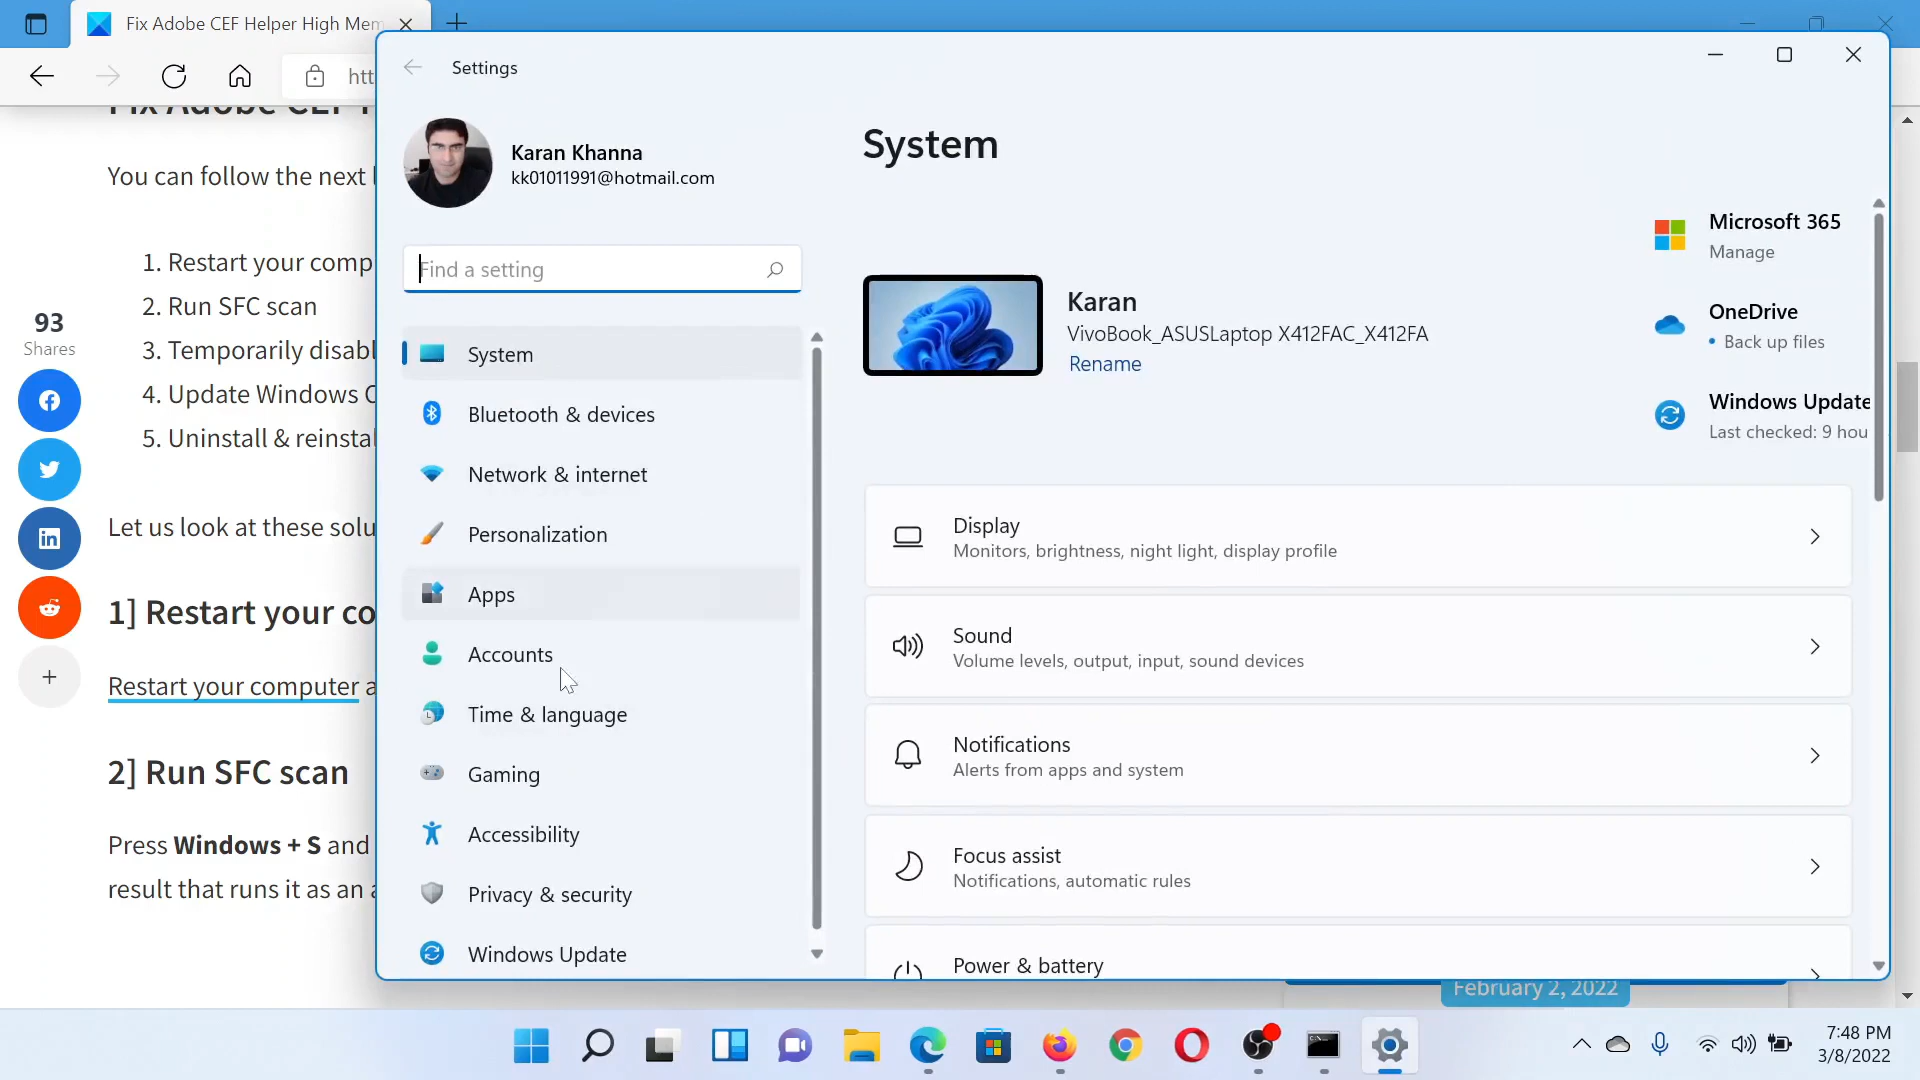 Fix Adobe CEF Helper High Mem
htt
Settings
Karan Khanna
kk01011991@hotmail.com
Find a setting
System
Bluetooth & devices
Network & internet
Personalization
Apps
Accounts
Time & language
Gaming
Accessibility
Privacy & security
Windows Update
System
Karan
VivoBook_ASUSLaptop X412FAC_X412FA
Rename
Microsoft 365
Manage
OneDrive
• Back up files
Windows Update
Last checked: 9 hou
Display
Monitors, brightness, night light, display profile
Sound
Volume levels, output, input, sound devices
Notifications
Alerts from apps and system
Focus assist
Notifications, automatic rules
Power & battery
Fix Adobe CEF
You can follow the next
1. Restart your comp
2. Run SFC scan
3. Temporarily disabl
4. Update Windows C
5. Uninstall & reinstal
93
Shares
Let us look at these solu
1] Restart your co
Restart your computer a
2] Run SFC scan
Press Windows + S and
result that runs it as an a
February 2, 2022
7:48 PM
3/8/2022